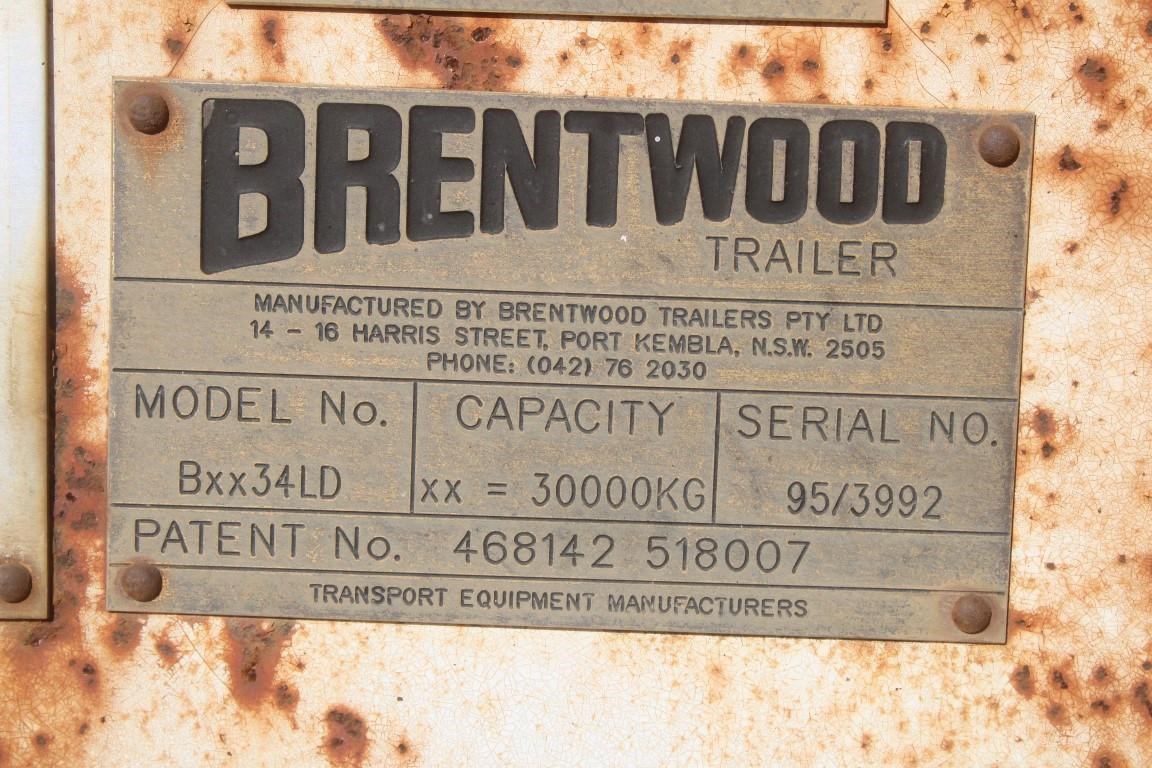 BRENTWOOD
TRAILER
MANUFACTURED BY BRENTWOOD TRAILERS PTY LTD
14 - 16 HARRIS STREET, PORT KEMBLA, N.S.W. 2505
PHONE: (042) 76 2030
MODEL No. CAPACITY SERIAL NO.
Bxx34LD xx = 30000KG 95/3992
PATENT No. 468142 518007
TRANSPORT EQUIPMENT MANUFACTURERS